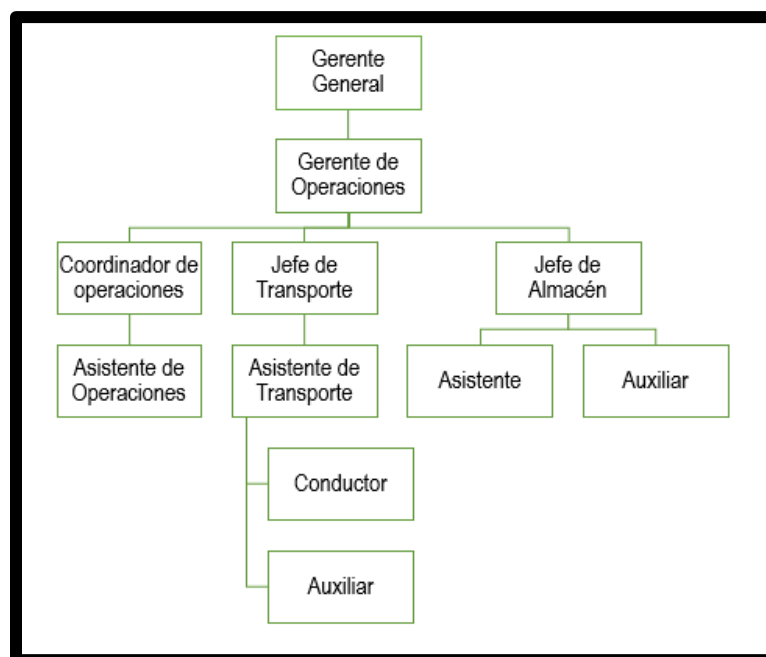 Gerente
General
Gerente de
Operaciones
Coordinador de
operaciones
Jefe de
Transporte
Jefe de
Almacén
Asistente de
Operaciones
Asistente de
Transporte
Asistente
Auxiliar
Conductor
Auxiliar